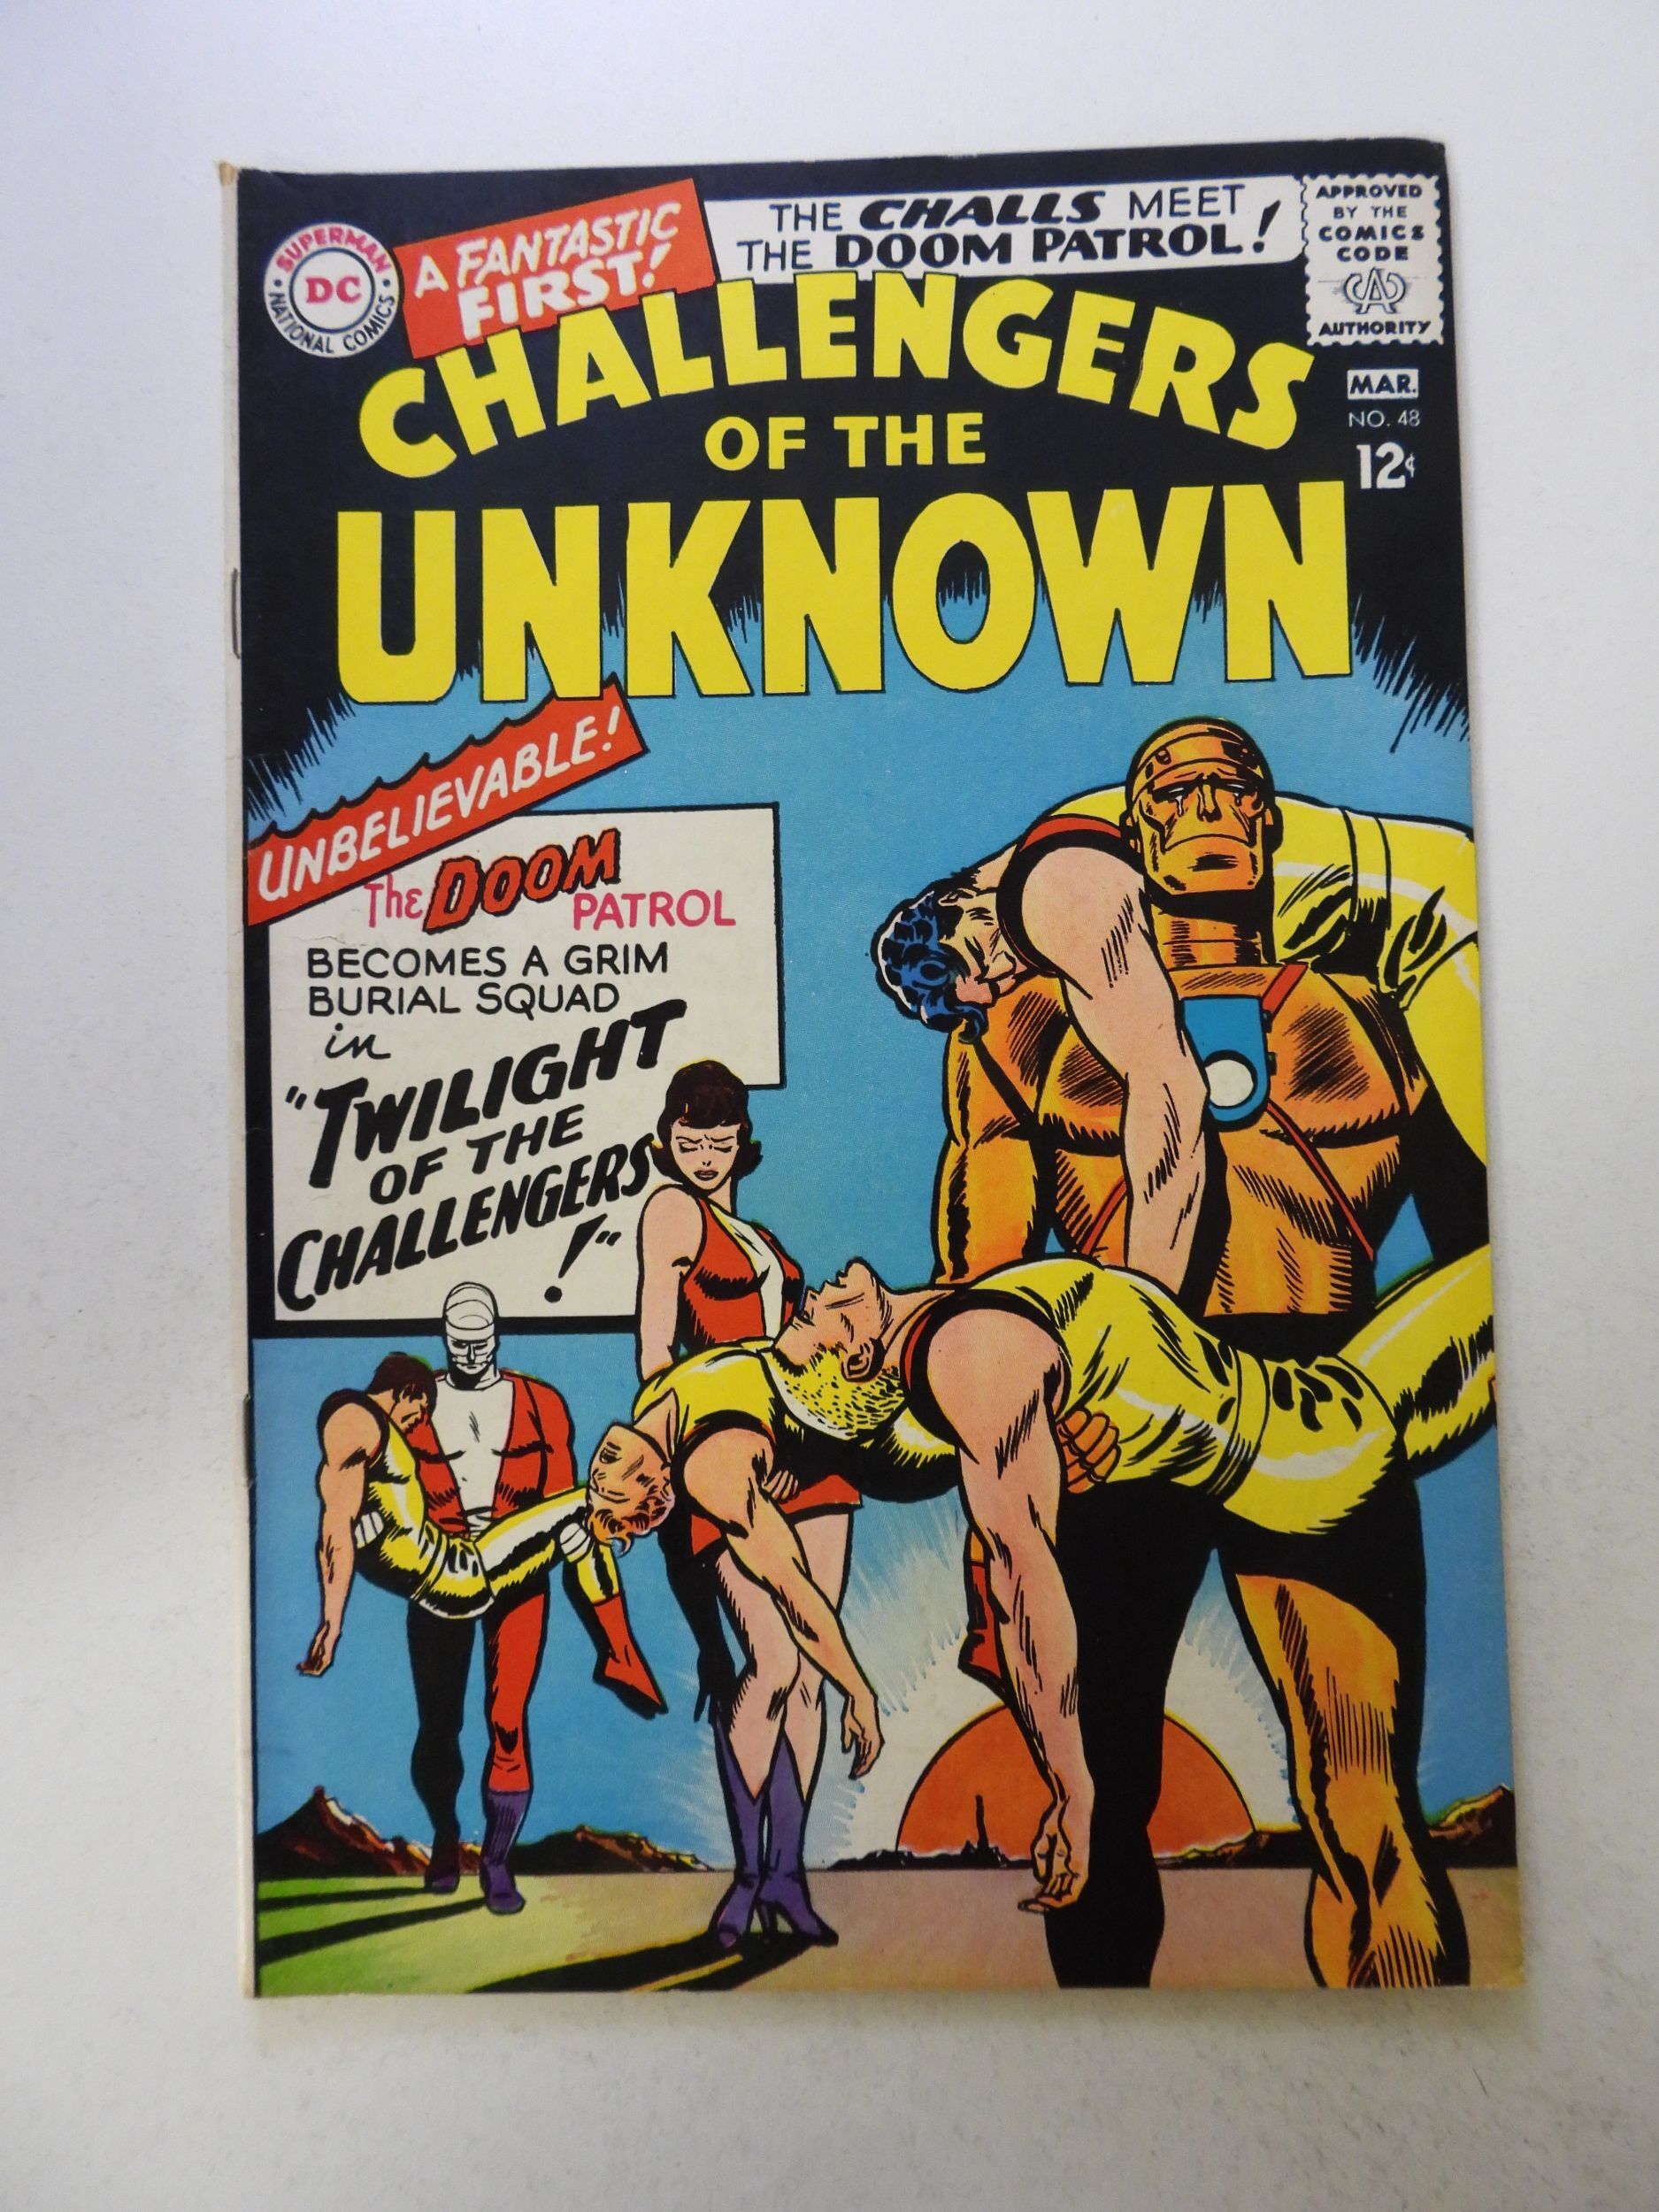 SUPERMAN
DC
NATIONAL COMICS
A FANTASTIC
FIRST!
THE CHALLS MEET
THE DOOM PATROL!
APPROVED
BY THE
COMICS
CODE
CA
AUTHORITY
CHALLENGERS
OF THE
UNKNOWN
MAR.
NO. 48
12¢
UNBELIEVABLE!
The DOOM
PATROL
BECOMES A GRIM
BURIAL SQUAD
in
"TWILIGHT
OF THE
CHALLENGERS
!"